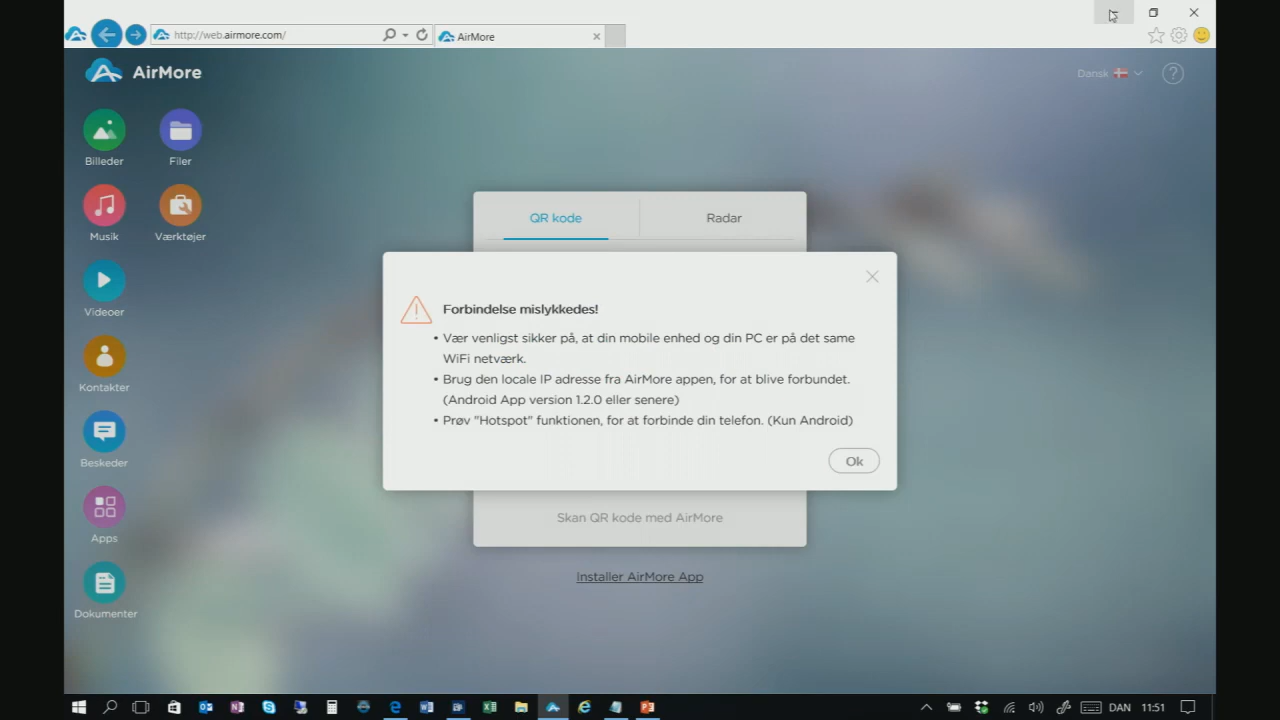 http://web.airmore.com/
AirMore
AirMore
Dansk
?
Billeder
Filer
Musik
Værktøjer
Videoer
Kontakter
Beskeder
Apps
Dokumenter
QR kode
Radar
Forbindelse mislykkedes!
• Vær venligst sikker på, at din mobile enhed og din PC er på det same
WiFi netværk.
• Brug den locale IP adresse fra AirMore appen, for at blive forbundet.
(Android App version 1.2.0 eller senere)
• Prøv "Hotspot" funktionen, for at forbinde din telefon. (Kun Android)
Ok
Skan QR kode med AirMore
Installer AirMore App
DAN
11:51